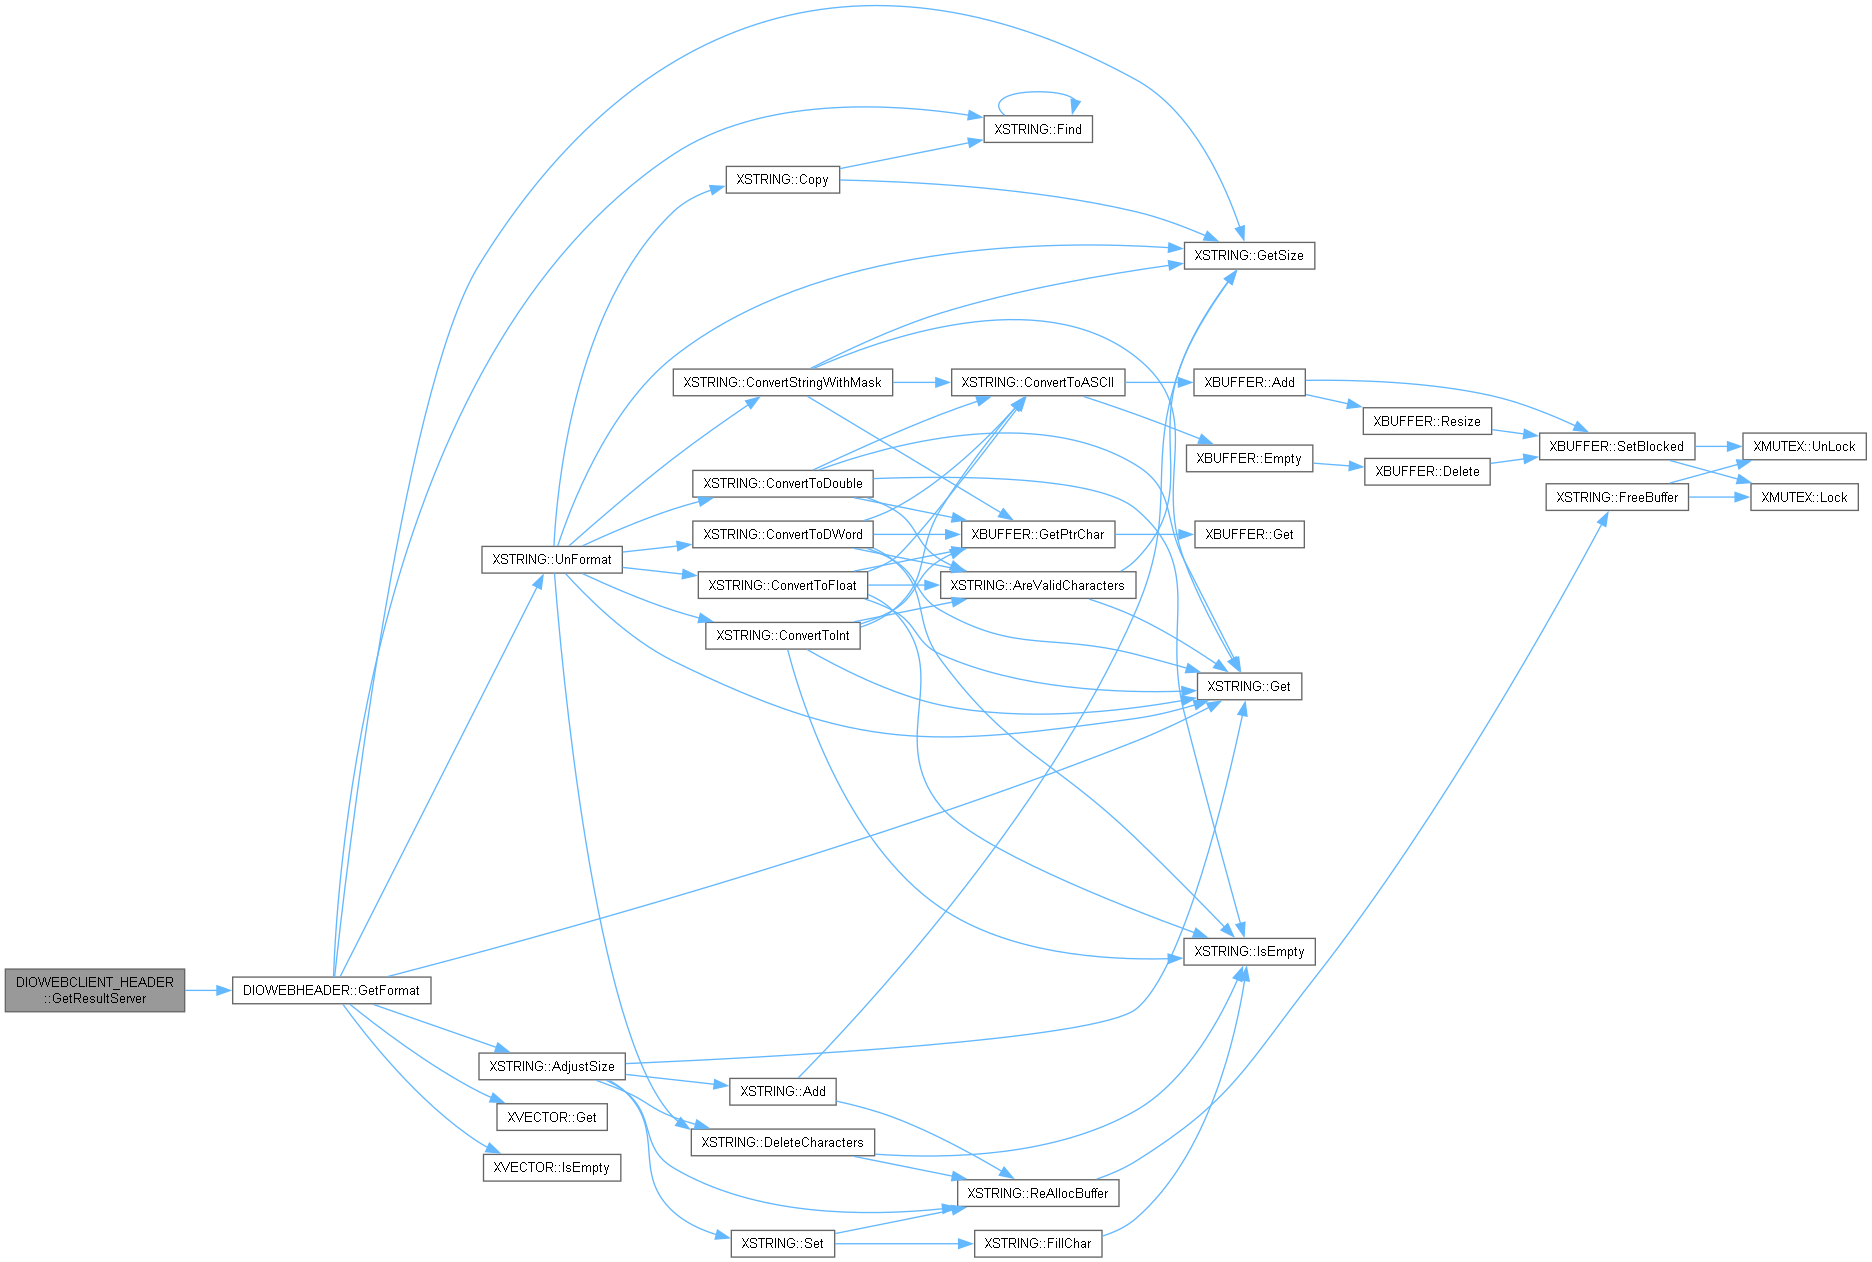 XSTRING::Find
XSTRING::Copy
XSTRING::GetSize
XSTRING::ConvertStringWithMask
XSTRING::ConvertToASCII
XBUFFER::Add
XBUFFER::Resize
XBUFFER::SetBlocked
XMUTEX::UnLock
XBUFFER::Empty
XBUFFER::Delete
XSTRING::ConvertToDouble
XSTRING::FreeBuffer
XMUTEX::Lock
XSTRING::ConvertToDWord
XBUFFER::GetPtrChar
XBUFFER::Get
XSTRING::UnFormat
XSTRING::ConvertToFloat
XSTRING::AreValidCharacters
XSTRING::ConvertToInt
XSTRING::Get
XSTRING::IsEmpty
DIOWEBCLIENT_HEADER
::GetResultServer
DIOWEBHEADER::GetFormat
XSTRING::AdjustSize
XSTRING::Add
XVECTOR::Get
XSTRING::DeleteCharacters
XVECTOR::IsEmpty
XSTRING::ReAllocBuffer
XSTRING::Set
XSTRING::FillChar